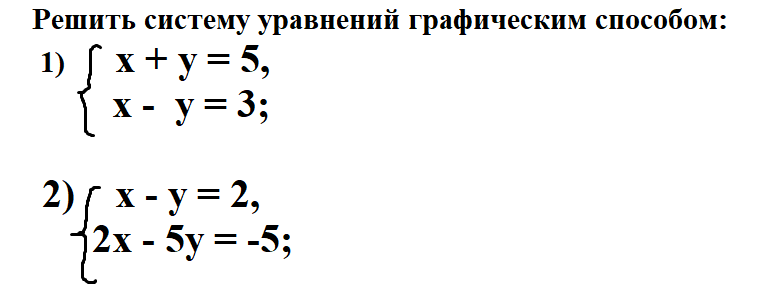 Решить систему уравнений графическим способом:
1) { x + y = 5,
x - y = 3;
2) { x - y = 2,
2x - 5y = -5;